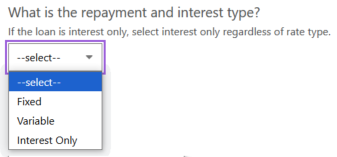 What is the repayment and interest type?
If the loan is interest only, select interest only regardless of rate type.
--select--
--select--
Fixed
Variable
Interest Only